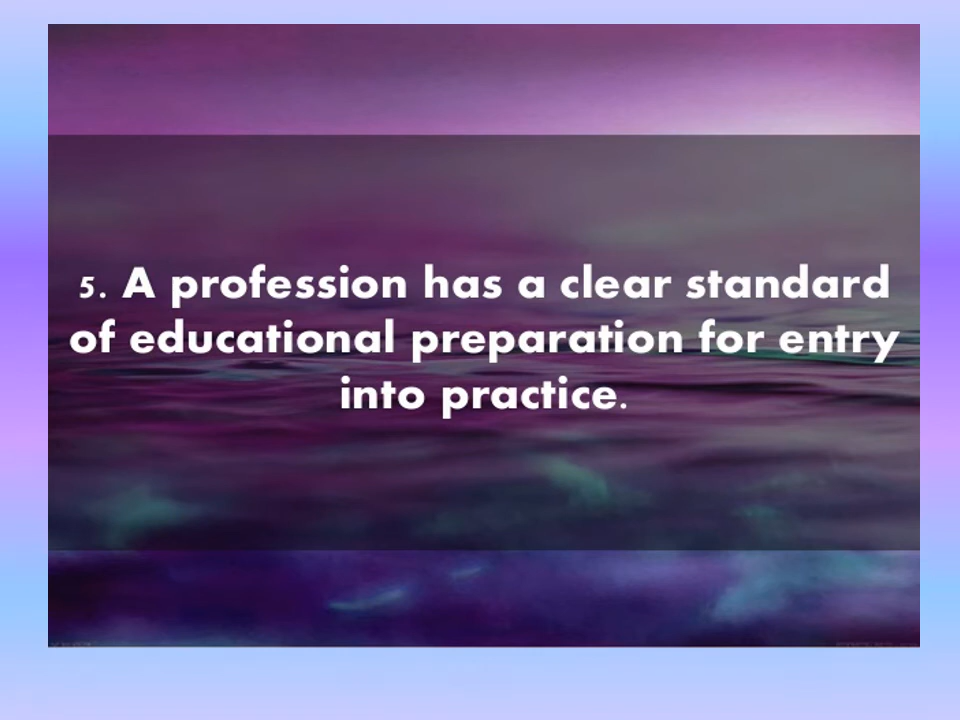 5. A profession has a clear standard
of educational preparation for entry
into practice.